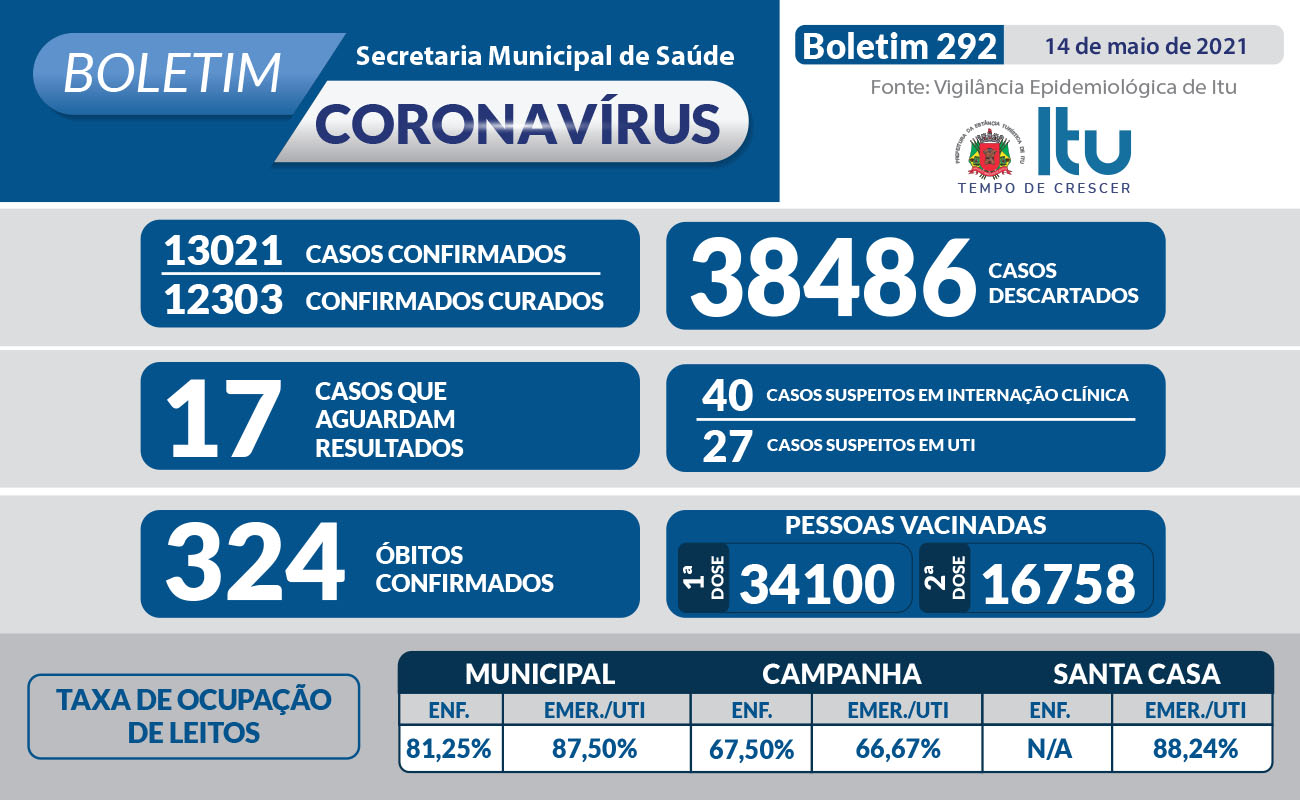 BOLETIM
Secretaria Municipal de Saúde
CORONAVÍRUS
Boletim 292
14 de maio de 2021
Fonte: Vigilância Epidemiológica de Itu
PREFEITURA DA ESTÂNCIA TURÍSTICA DE ITU
Itu
TEMPO DE CRESCER
13021 CASOS CONFIRMADOS
12303 CONFIRMADOS CURADOS
38486 CASOS
DESCARTADOS
17 CASOS QUE
AGUARDAM
RESULTADOS
40 CASOS SUSPEITOS EM INTERNAÇÃO CLÍNICA
27 CASOS SUSPEITOS EM UTI
324 ÓBITOS
CONFIRMADOS
PESSOAS VACINADAS
1ª DOSE 34100 2ª DOSE 16758
TAXA DE OCUPAÇÃO
DE LEITOS
MUNICIPAL CAMPANHA SANTA CASA
ENF. EMER./UTI ENF. EMER./UTI ENF. EMER./UTI
81,25% 87,50% 67,50% 66,67% N/A 88,24%